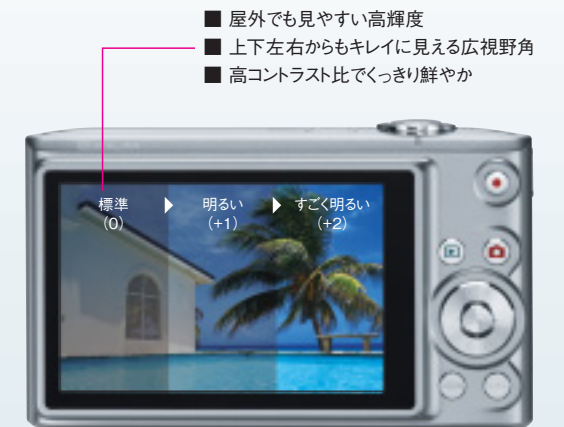 ■ 屋外でも見やすい高輝度
■ 上下左右からもキレイに見える広視野角
■ 高コントラスト比でくっきり鮮やか
標準 ▶ 明るい ▶ すごく明るい
(0) (+1) (+2)